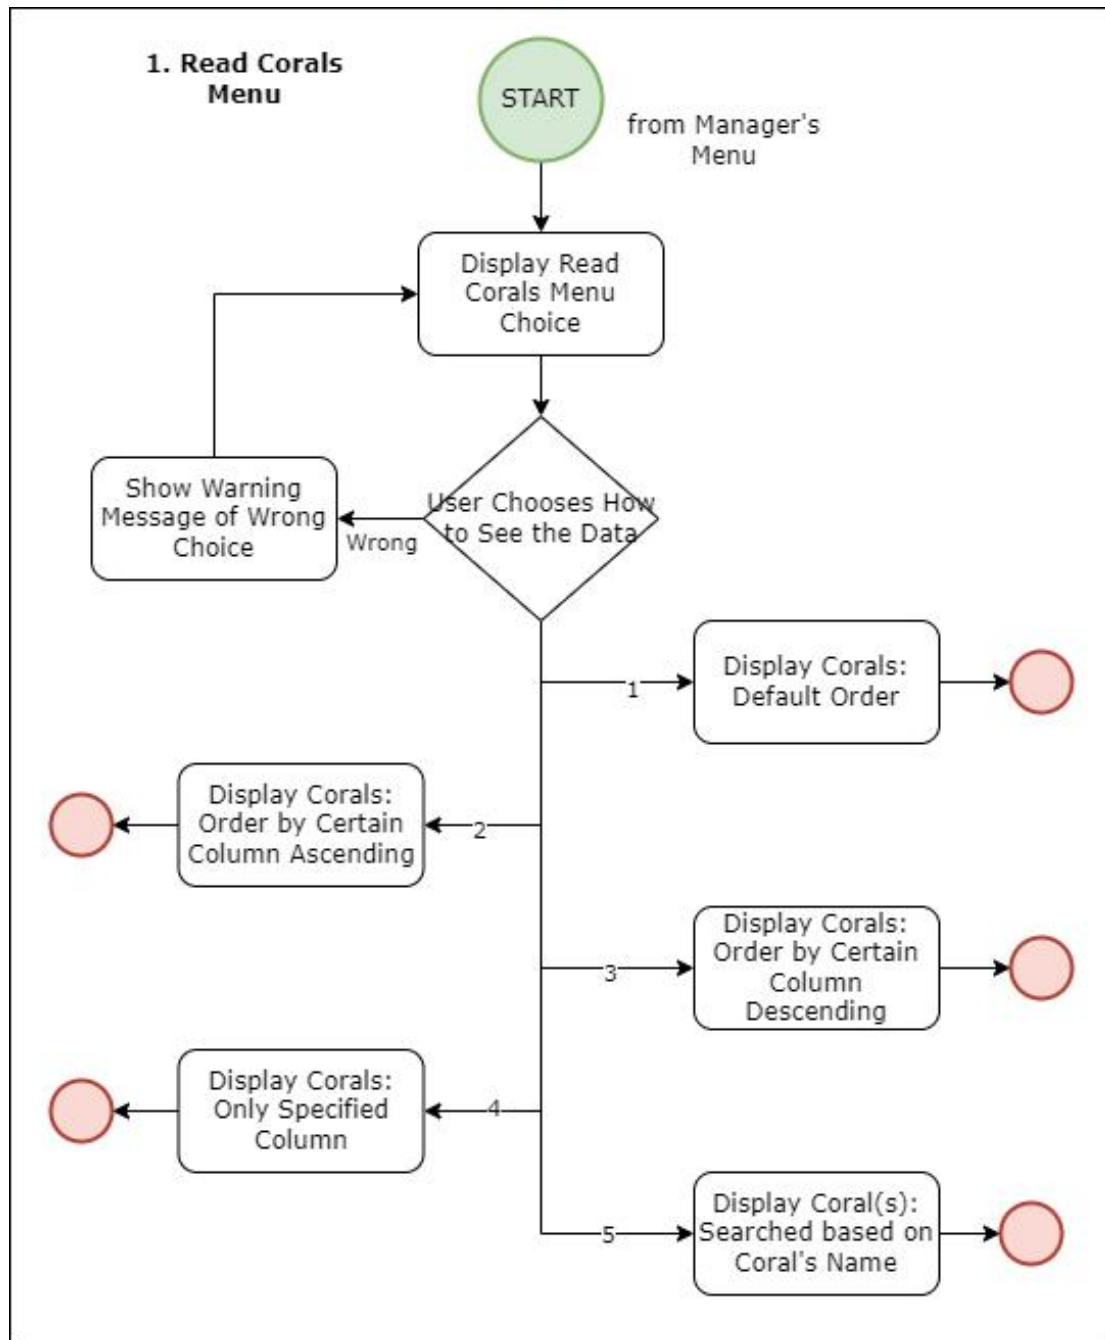 1. Read Corals
Menu
START
from Manager's
Menu
Display Read
Corals Menu
Choice
Show Warning
Message of Wrong
Choice
Wrong
User Chooses How
to See the Data
1
Display Corals:
Default Order
2
Display Corals:
Order by Certain
Column Ascending
3
Display Corals:
Order by Certain
Column
Descending
4
Display Corals:
Only Specified
Column
5
Display Coral(s):
Searched based on
Coral's Name